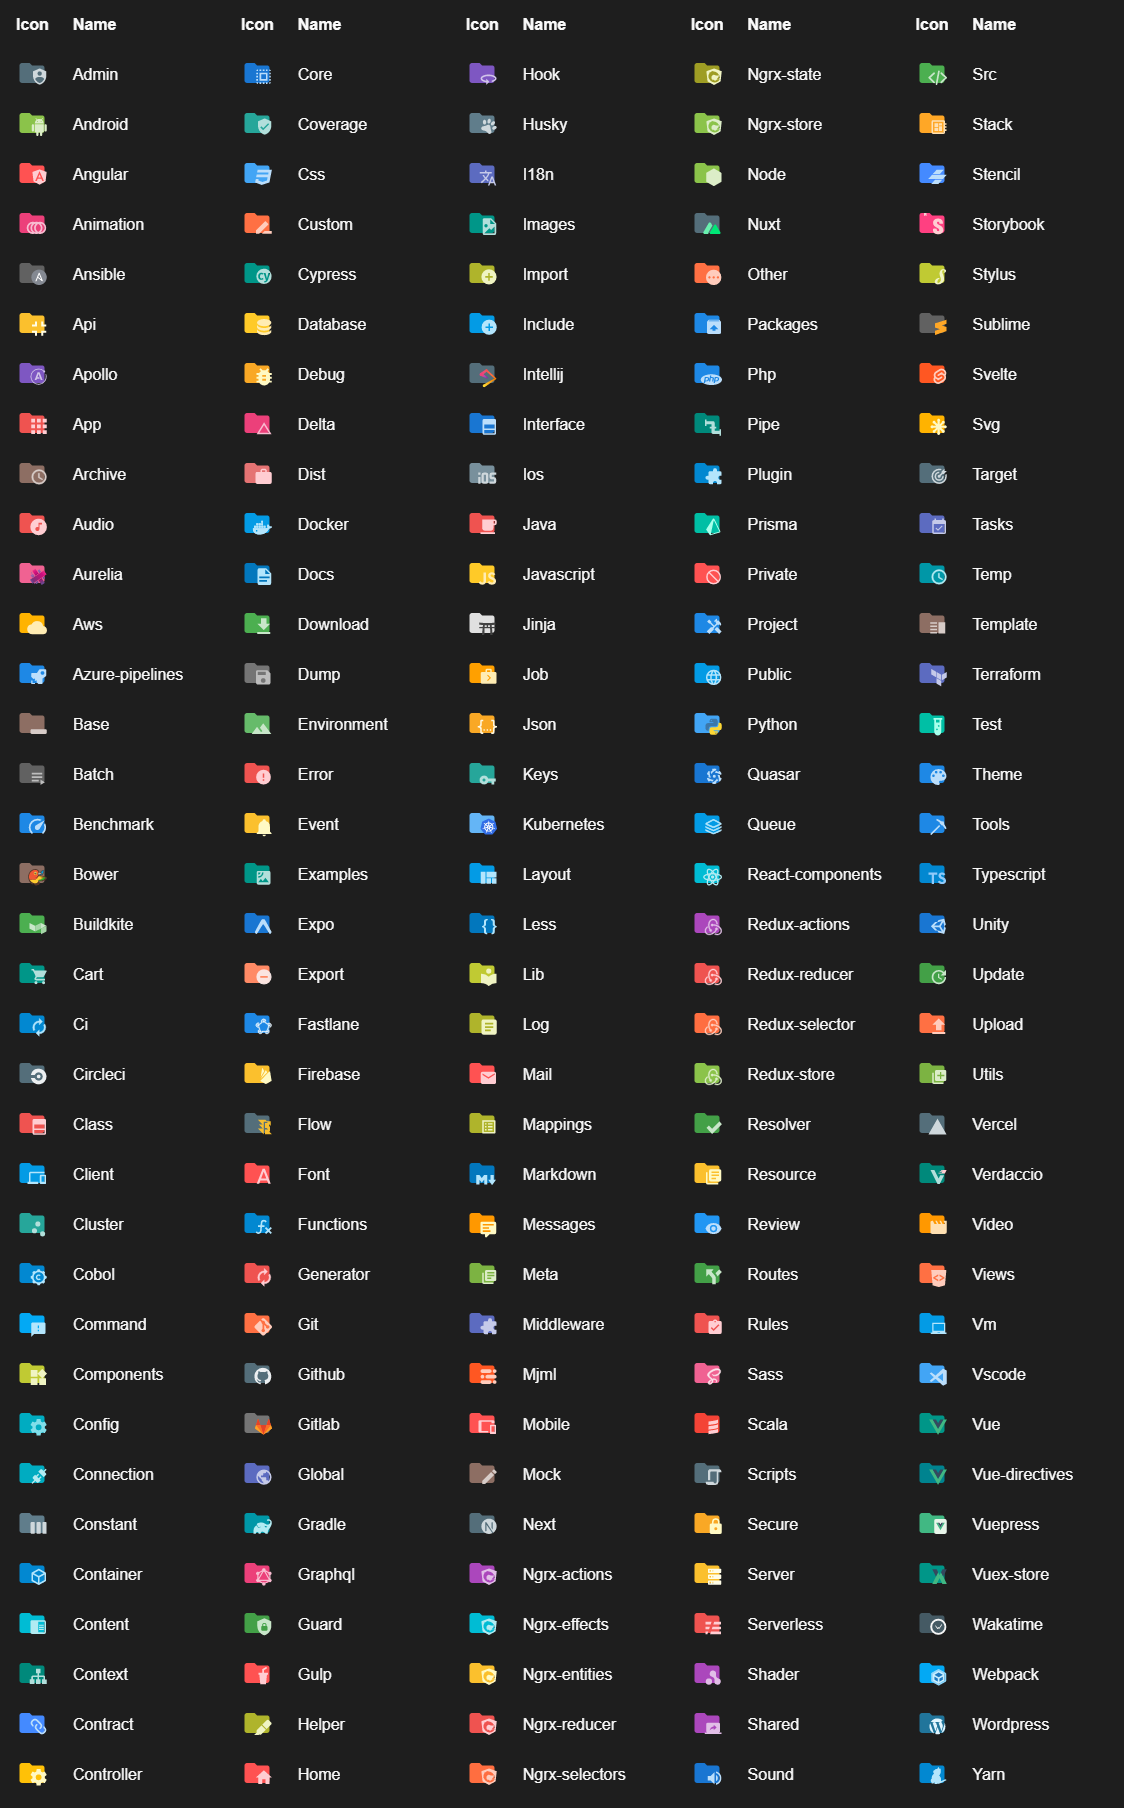 Icon Name Icon Name Icon Name Icon Name Icon Name
Admin Core Hook Ngrx-state Src
Android Coverage Husky Ngrx-store Stack
Angular Css I18n Node Stencil
Animation Custom Images Nuxt Storybook
Ansible Cypress Import Other Stylus
Api Database Include Packages Sublime
Apollo Debug Intellij Php Svelte
App Delta Interface Pipe Svg
Archive Dist Ios Plugin Target
Audio Docker Java Prisma Tasks
Aurelia Docs Javascript Private Temp
Aws Download Jinja Project Template
Azure-pipelines Dump Job Public Terraform
Base Environment Json Python Test
Batch Error Keys Quasar Theme
Benchmark Event Kubernetes Queue Tools
Bower Examples Layout React-components Typescript
Buildkite Expo Less Redux-actions Unity
Cart Export Lib Redux-reducer Update
Ci Fastlane Log Redux-selector Upload
Circleci Firebase Mail Redux-store Utils
Class Flow Mappings Resolver Vercel
Client Font Markdown Resource Verdaccio
Cluster Functions Messages Review Video
Cobol Generator Meta Routes Views
Command Git Middleware Rules Vm
Components Github Mjml Sass Vscode
Config Gitlab Mobile Scala Vue
Connection Global Mock Scripts Vue-directives
Constant Gradle Next Secure Vuepress
Container Graphql Ngrx-actions Server Vuex-store
Content Guard Ngrx-effects Serverless Wakatime
Context Gulp Ngrx-entities Shader Webpack
Contract Helper Ngrx-reducer Shared Wordpress
Controller Home Ngrx-selectors Sound Yarn